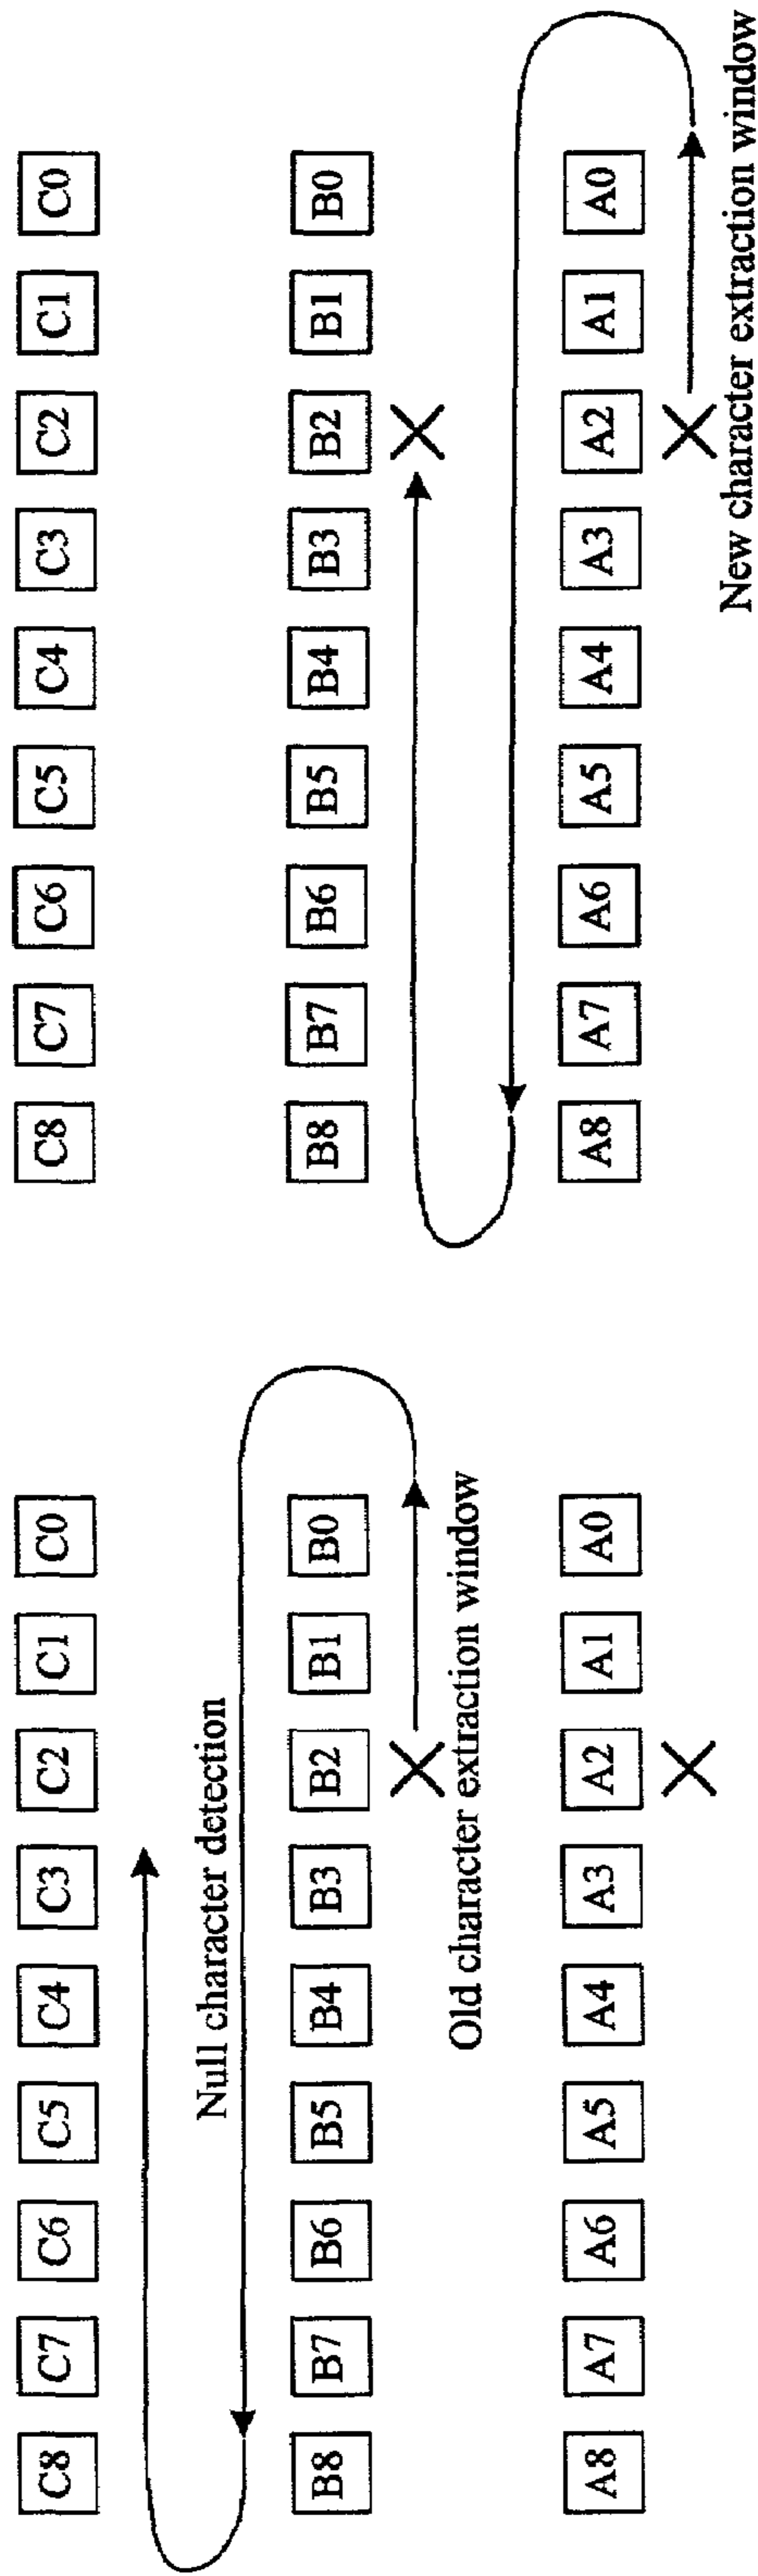 C8 C7 C6 C5 C4 C3 C2 C1 C0 C8 C7 C6 C5 C4 C3 C2 C1 C0
Null character detection
B8 B7 B6 B5 B4 B3 B2 B1 B0 B8 B7 B6 B5 B4 B3 B2 B1 B0
Old character extraction window
A8 A7 A6 A5 A4 A3 A2 A1 A0 A8 A7 A6 A5 A4 A3 A2 A1 A0
New character extraction window